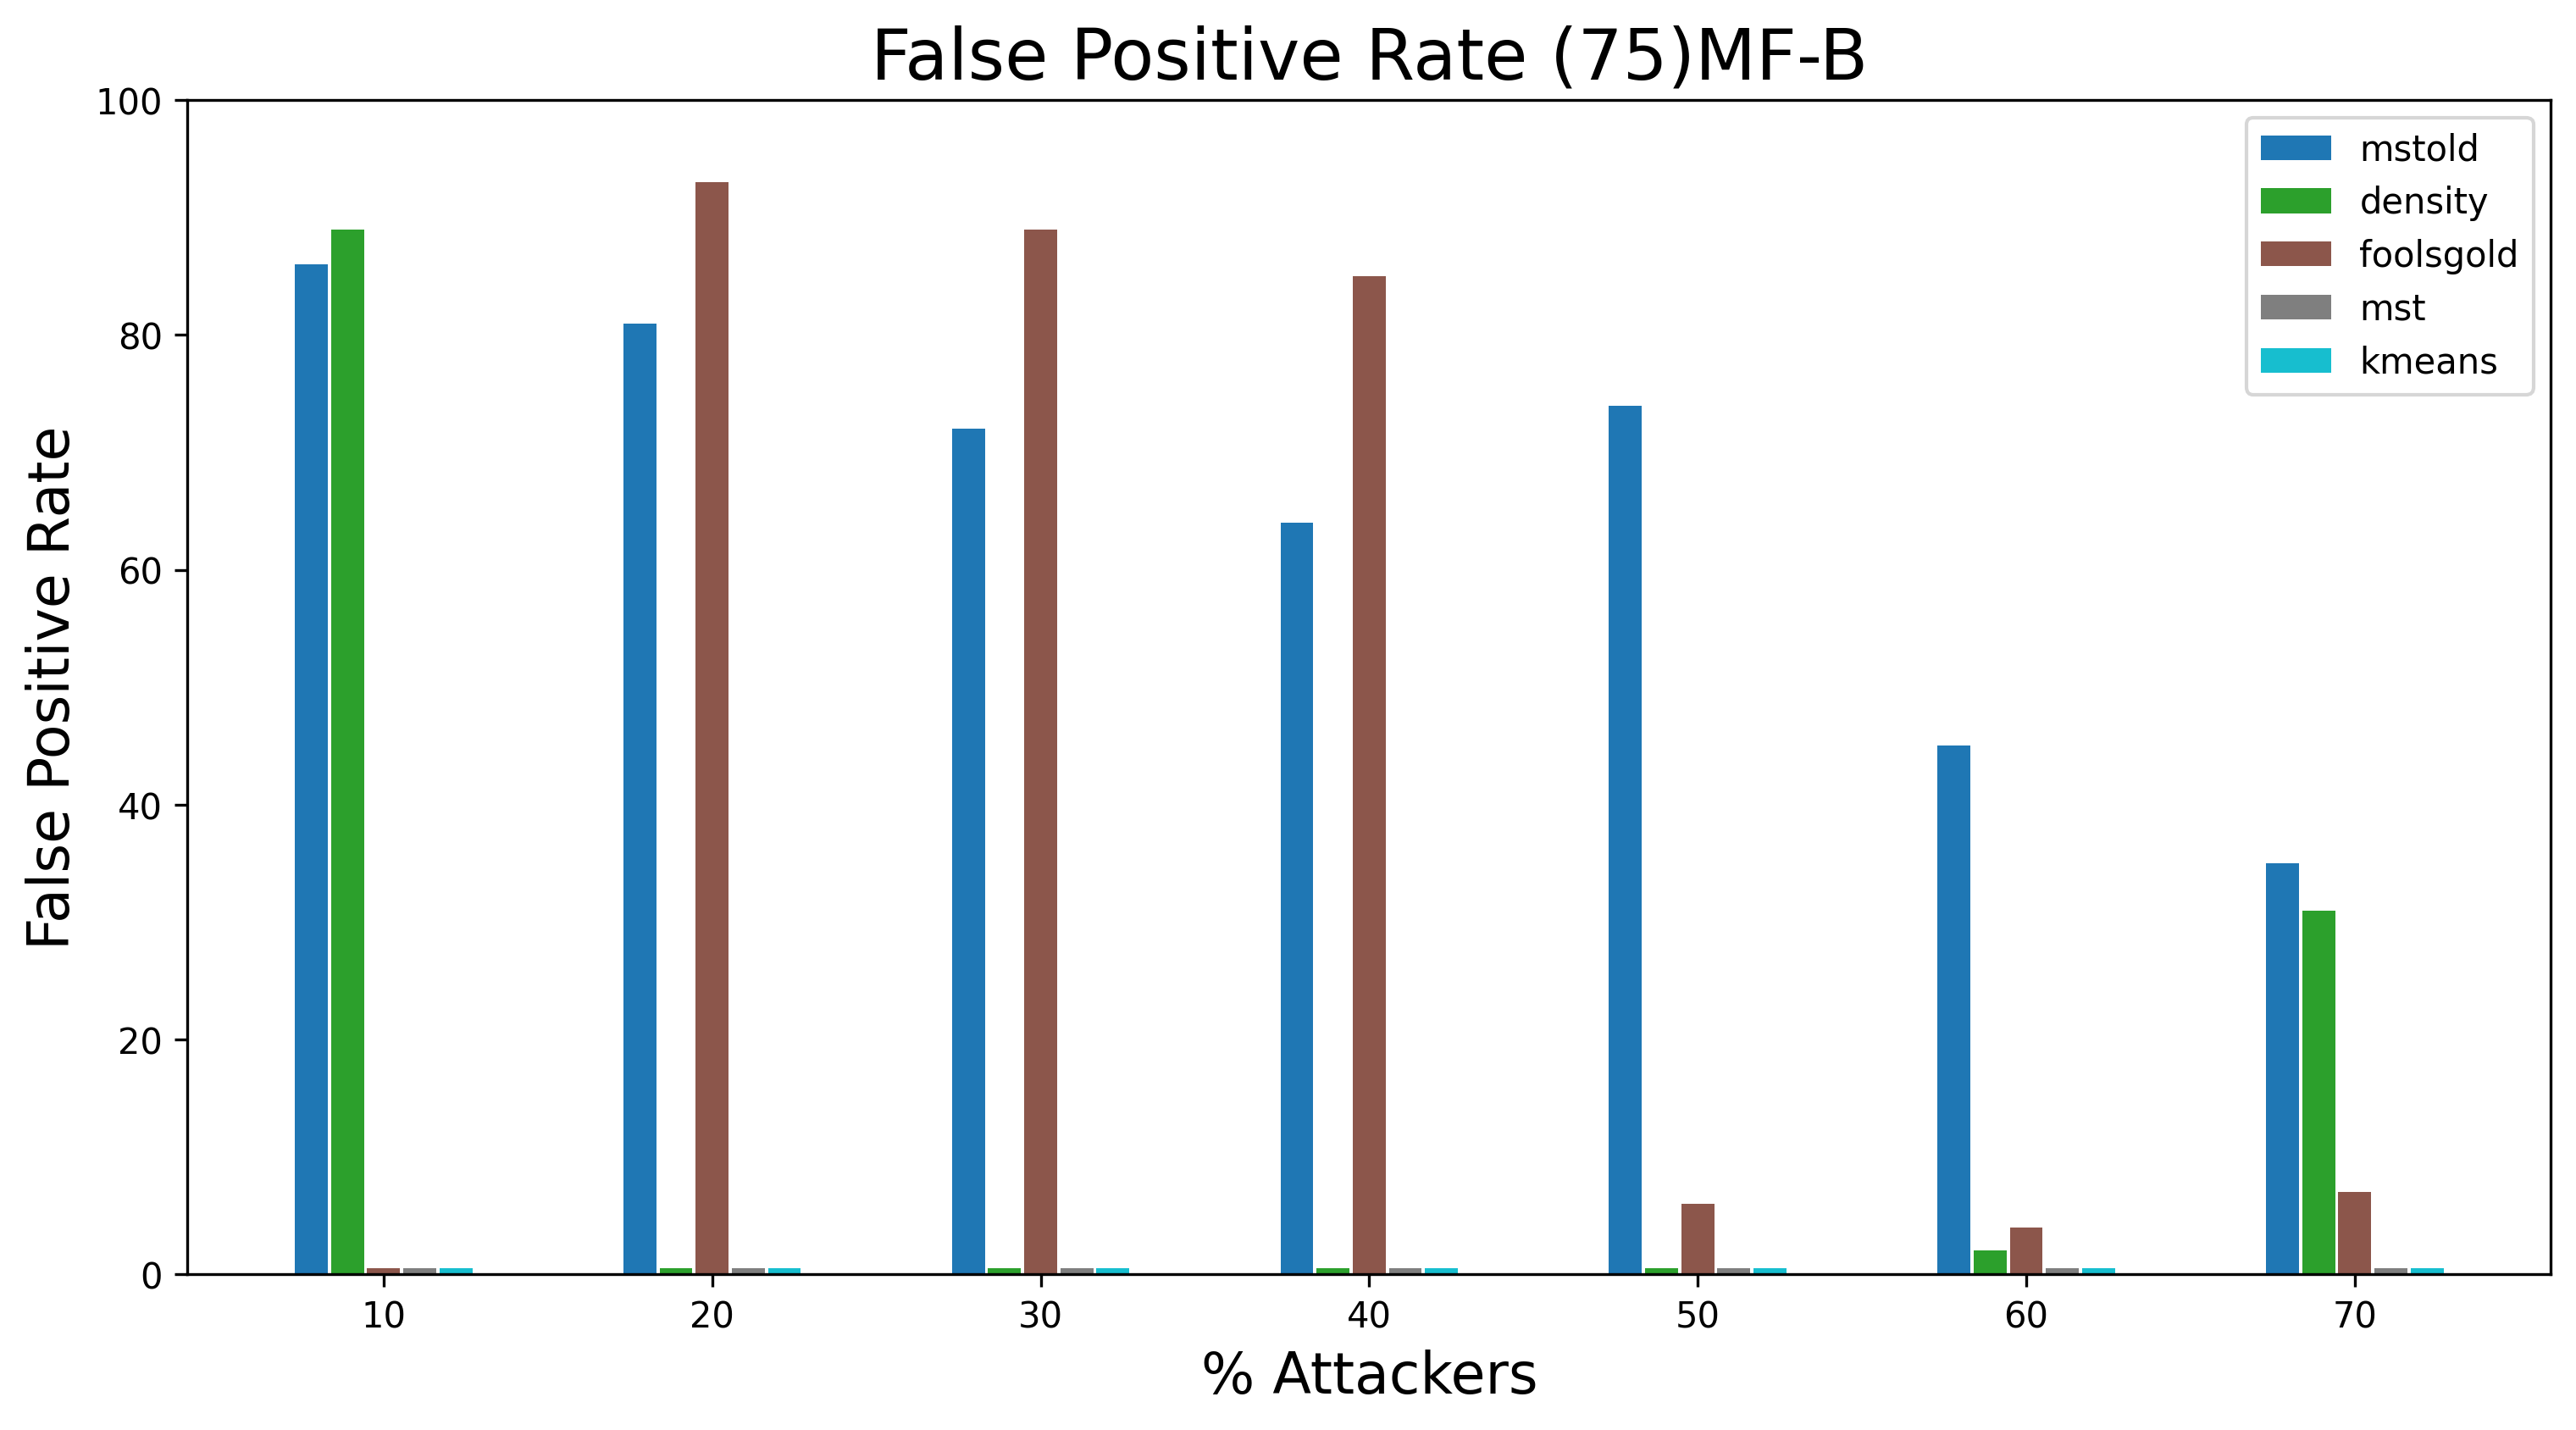 False Positive Rate (75)MF-B
100
80
60
40
20
0
False Positive Rate
mstold
density
foolsgold
mst
kmeans
10 20 30 40 50 60 70
% Attackers